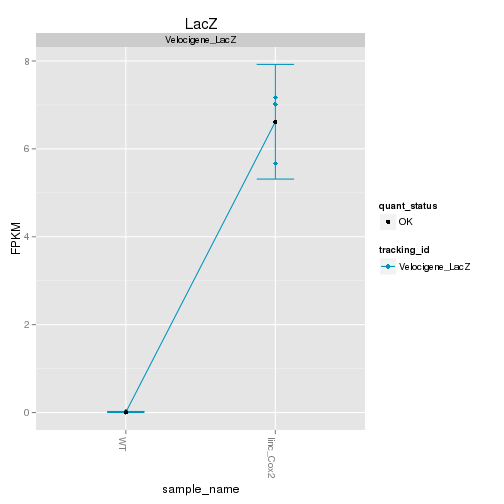 LacZ
Velocigene_LacZ
8
6
4
2
0
FPKM
WT
linc_Cox2
sample_name
quant_status
OK
tracking_id
Velocigene_LacZ